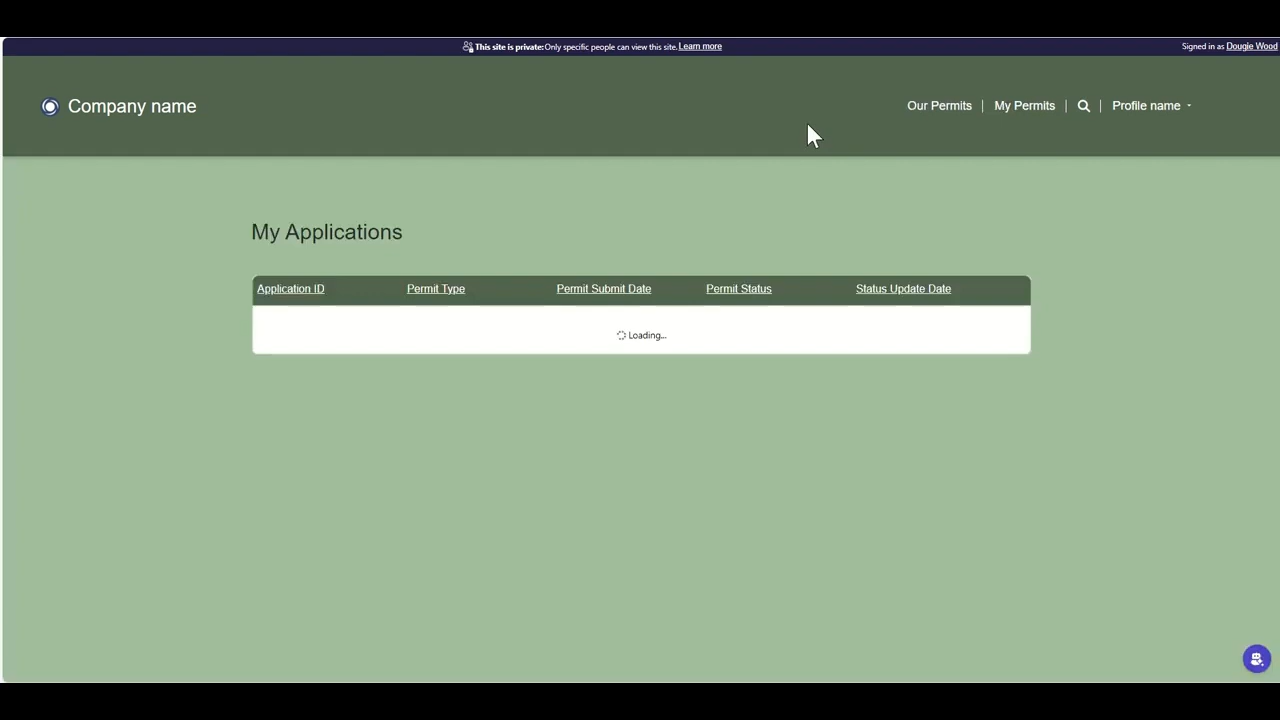 This site is private: Only specific people can view this site. Learn more
Signed in as Dougie Wood
Company name
Our Permits
My Permits
Profile name
My Applications
Application ID
Permit Type
Permit Submit Date
Permit Status
Status Update Date
Loading...